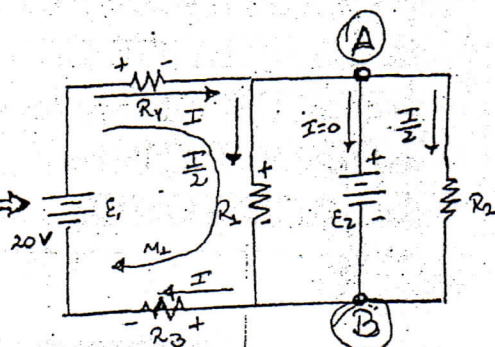 A
+ -
R4
I
I=0
I/2
I/2
+
+
E1
R1
E2
R2
-
-
20V
M1
I
- R3 +
B